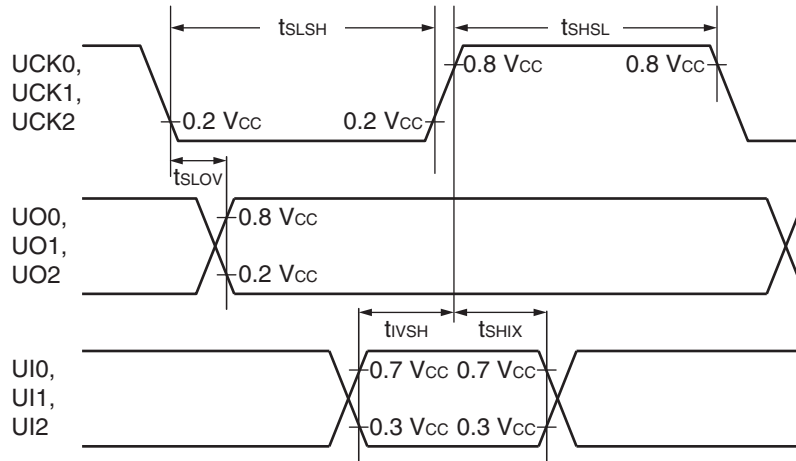 tSLSH tSHSL
UCK0,
UCK1,
UCK2
0.8 VCC 0.8 VCC
0.2 VCC 0.2 VCC
tSLOV
UO0,
UO1,
UO2
0.8 VCC
0.2 VCC
tIVSH tSHIX
UI0,
UI1,
UI2
0.7 VCC 0.7 VCC
0.3 VCC 0.3 VCC